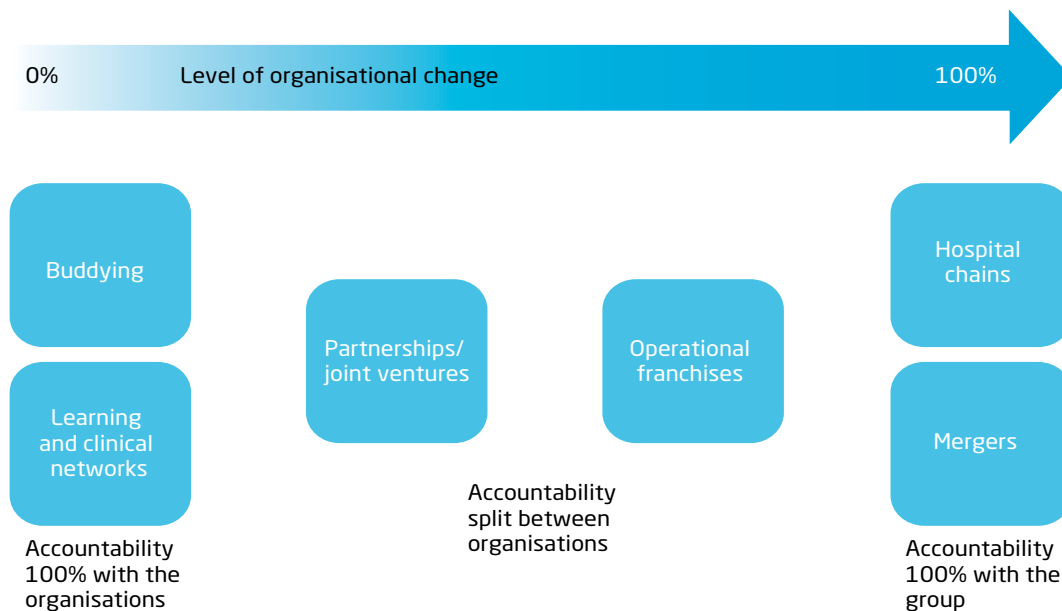 0%
Level of organisational change
100%
Buddying
Learning
and clinical
networks
Accountability
100% with the
organisations
Partnerships/
joint ventures
Operational
franchises
Accountability
split between
organisations
Hospital
chains
Mergers
Accountability
100% with the
group